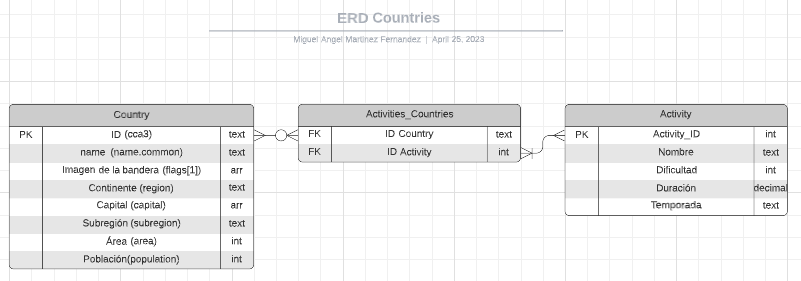 ERD Countries
Miguel Angel Martinez Fernandez | April 25, 2023
Country
PK ID (cca3) text
name (name.common) text
Imagen de la bandera (flags[1]) arr
Continente (region) text
Capital (capital) arr
Subregión (subregion) text
Área (area) int
Población(population) int
Activities_Countries
FK ID Country text
FK ID Activity int
Activity
PK Activity_ID int
Nombre text
Dificultad int
Duración decimal
Temporada text